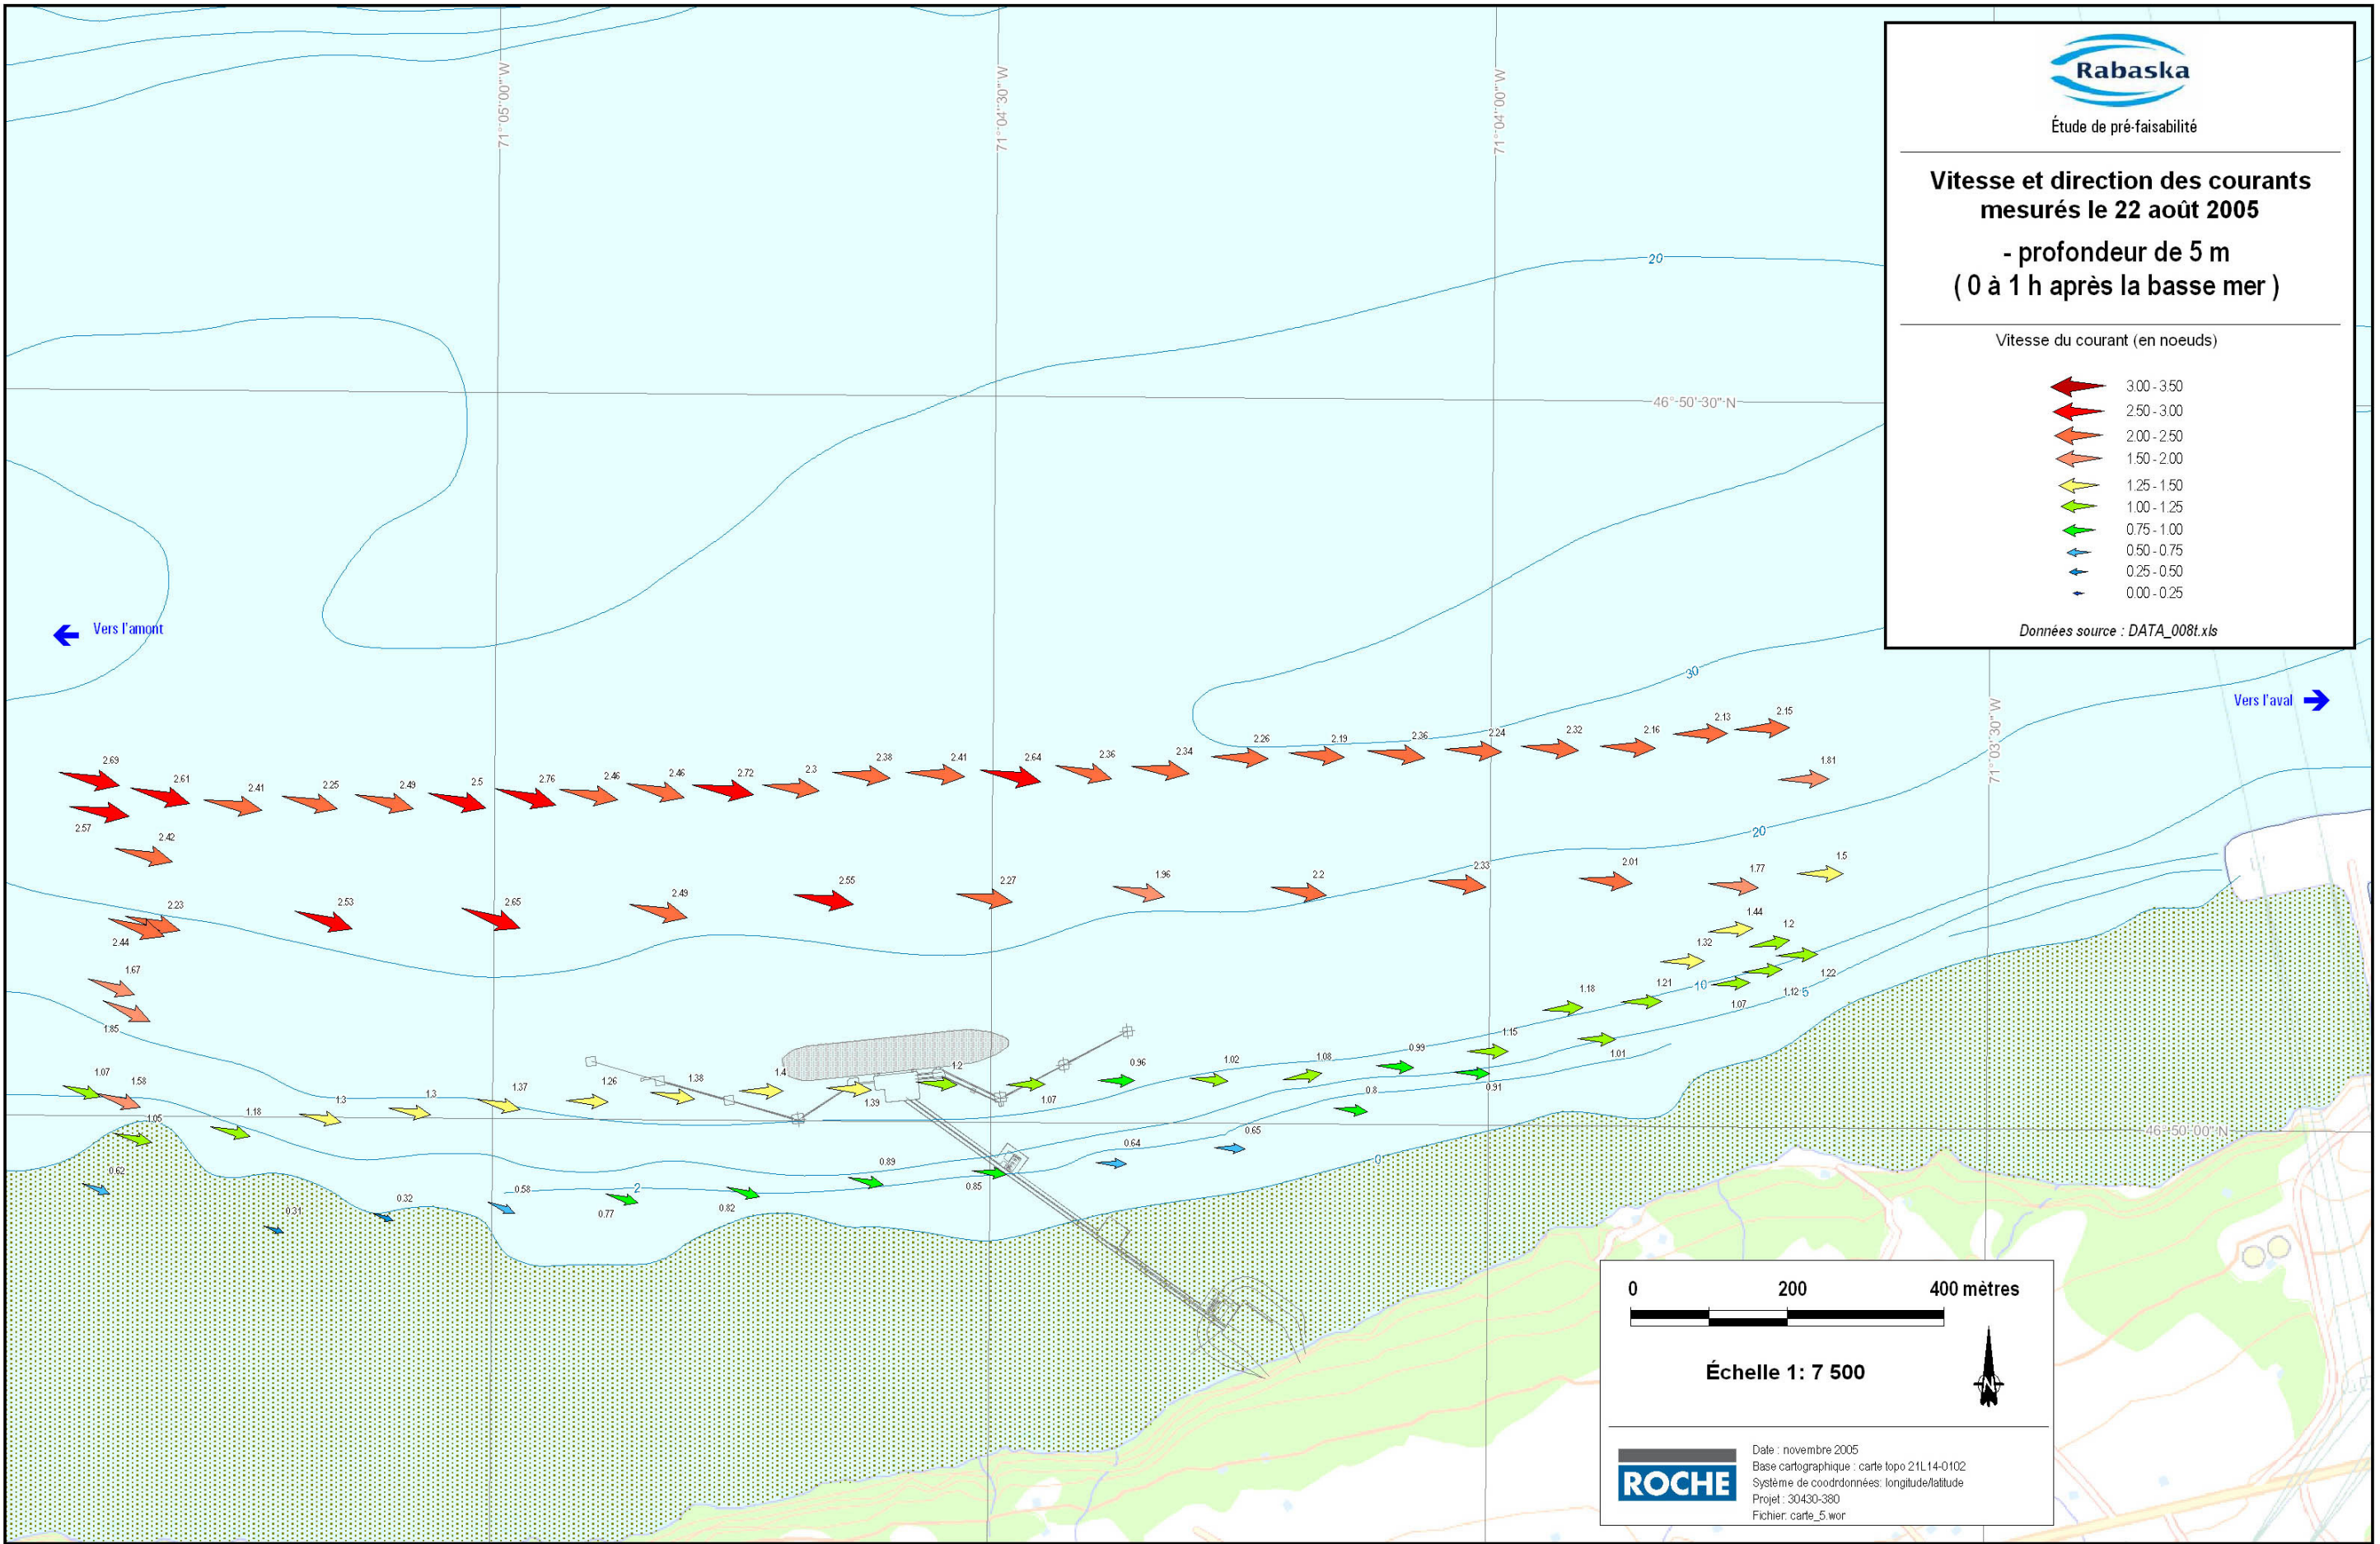 71°05'00"W
71°04'30"W
71°04'00"W
71°03'30"W
46°50'30"N
46°50'00"N
Rabaska
Étude de pré-faisabilité
Vitesse et direction des courants
mesurés le 22 août 2005
- profondeur de 5 m
( 0 à 1 h après la basse mer )
Vitesse du courant (en noeuds)
3.00 - 3.50
2.50 - 3.00
2.00 - 2.50
1.50 - 2.00
1.25 - 1.50
1.00 - 1.25
0.75 - 1.00
0.50 - 0.75
0.25 - 0.50
0.00 - 0.25
Données source : DATA_008t.xls
20
Vers l'amont
30
Vers l'aval
2.69
2.61
2.41
2.25
2.49
2.5
2.76
2.46
2.46
2.72
2.3
2.38
2.41
2.64
2.36
2.34
2.26
2.19
2.36
2.24
2.32
2.16
2.13
2.15
1.81
2.57
2.42
20
2.23
2.44
2.53
2.65
2.49
2.55
2.27
1.96
2.2
2.33
2.01
1.77
1.5
1.44
1.2
1.32
1.22
1.67
1.85
1.18
1.21
10
1.07
1.12
5
1.07
1.58
1.05
1.18
1.3
1.3
1.37
1.26
1.38
1.4
1.39
1.2
1.07
0.96
1.02
1.08
0.99
1.15
1.01
0.8
0.91
0.62
0.31
0.32
0.58
2
0.77
0.82
0.89
0.85
0.64
0.65
0
0
200
400 mètres
Échelle 1: 7 500
N
ROCHE
Date : novembre 2005
Base cartographique : carte topo 21L14-0102
Système de coodrdonnées: longitude/latitude
Projet : 30430-380
Fichier: carte_5.wor